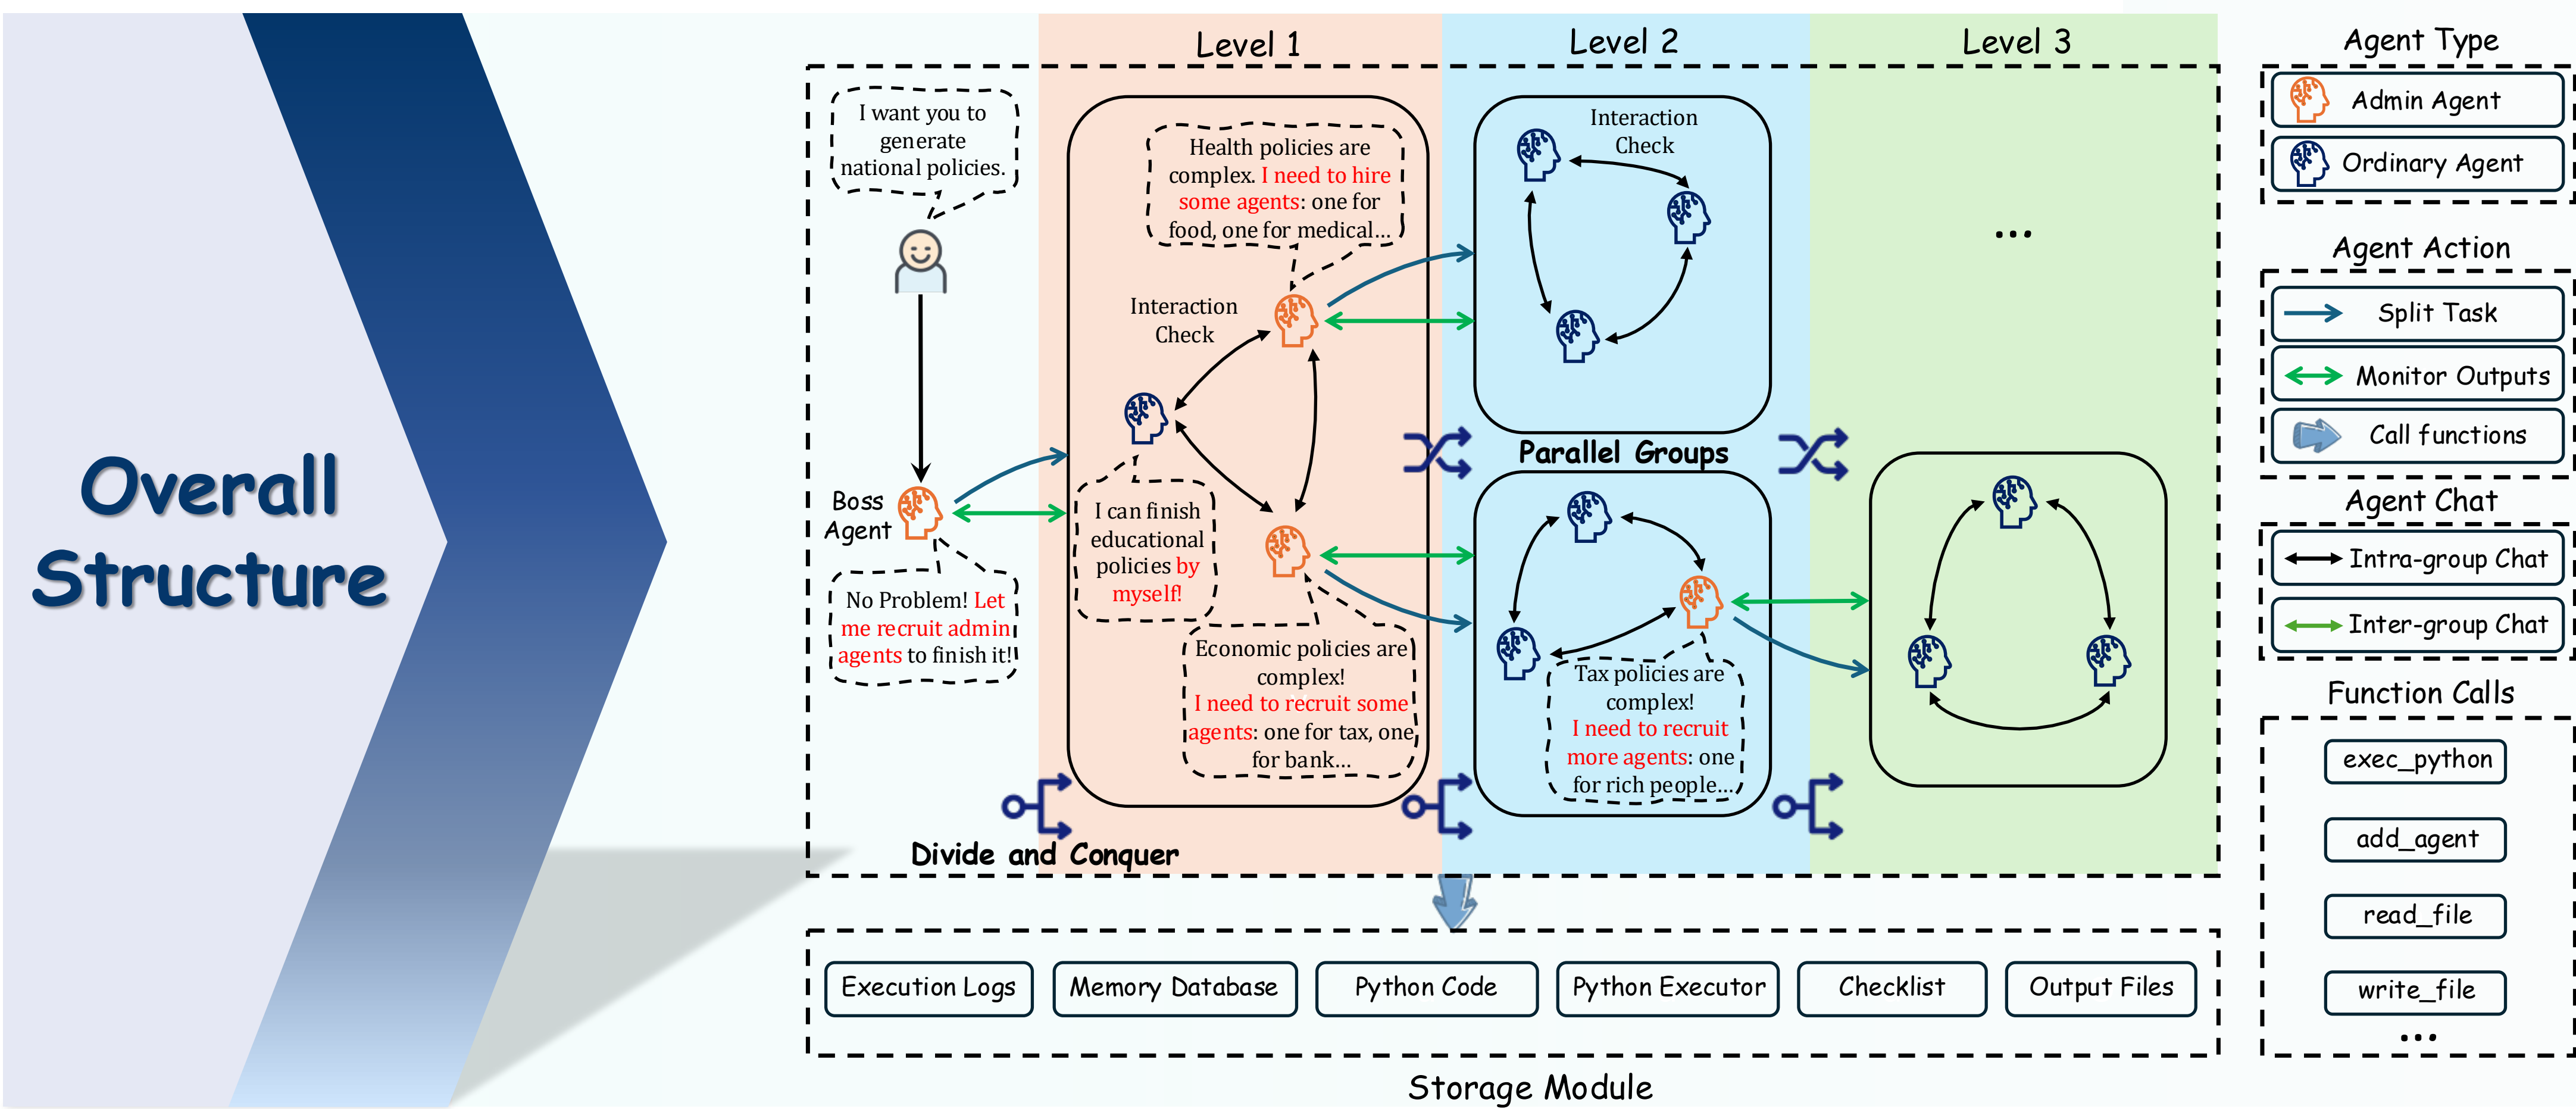 Overall
Structure
Level 1
Level 2
Level 3
I want you to
generate
national policies.
Boss
Agent
No Problem! Let
me recruit admin
agents to finish it!
Health policies are
complex. I need to hire
some agents: one for
food, one for medical...
Interaction
Check
I can finish
educational
policies by
myself!
Economic policies are
complex!
I need to recruit some
agents: one for tax, one
for bank...
Divide and Conquer
Interaction
Check
Parallel Groups
Tax policies are
complex!
I need to recruit
more agents: one
for rich people...
...
Execution Logs
Memory Database
Python Code
Python Executor
Checklist
Output Files
Storage Module
Agent Type
Admin Agent
Ordinary Agent
Agent Action
Split Task
Monitor Outputs
Call functions
Agent Chat
Intra-group Chat
Inter-group Chat
Function Calls
exec_python
add_agent
read_file
write_file
...